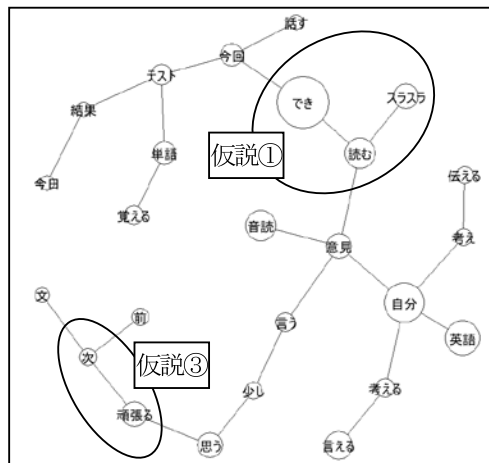 話す
今回
テスト
でき
スラスラ
結果
仮説①
読む
単語
今日
伝える
覚える
音読
意見
考え
文
前
自分
言う
英語
次
仮説③
頑張る
少し
考える
思う
言える